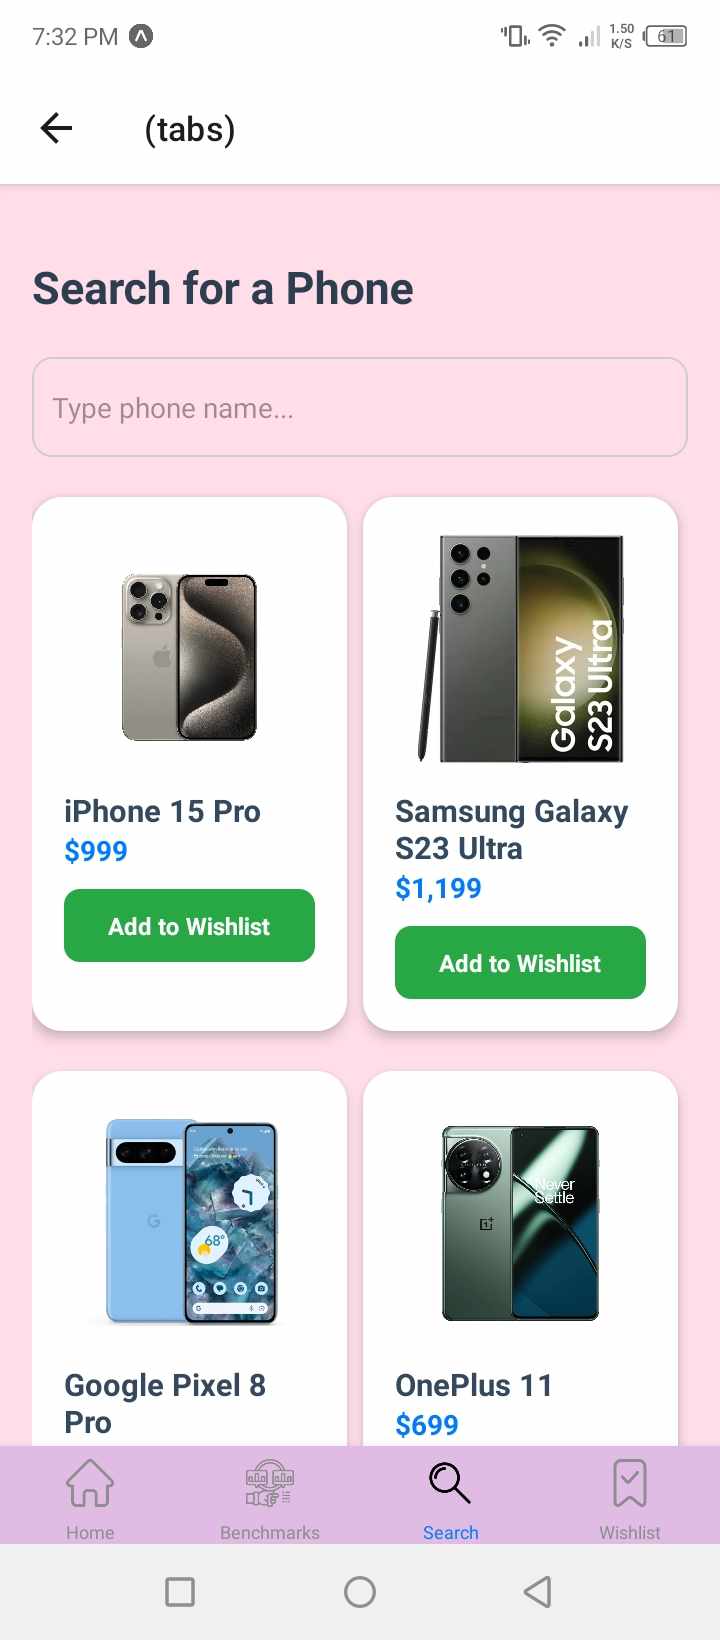 7:32 PM
1.50
K/S
61
(tabs)
Search for a Phone
Type phone name...
Galaxy
S23 Ultra
iPhone 15 Pro
$999
Add to Wishlist
Samsung Galaxy
S23 Ultra
$1,199
Add to Wishlist
68°
Never
Settle
Google Pixel 8
Pro
OnePlus 11
$699
Home
Benchmarks
Search
Wishlist